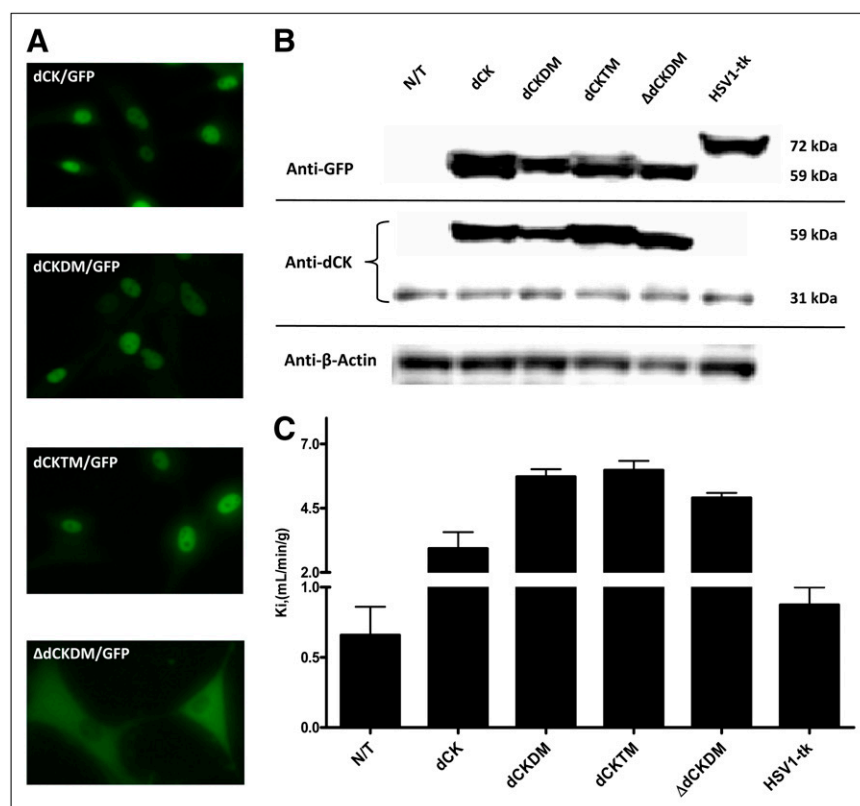 A
dCK/GFP
dCKDM/GFP
dCKTM/GFP
ΔdCKDM/GFP
B
N/T dCK dCKDM dCKTM ΔdCKDM HSV1-tk
Anti-GFP
72 kDa
59 kDa
Anti-dCK
59 kDa
31 kDa
Anti-β-Actin
C
Ki,(mL/min/g)
7.0
4.5
2.0
1.0
0.5
0.0
N/T dCK dCKDM dCKTM ΔdCKDM HSV1-tk